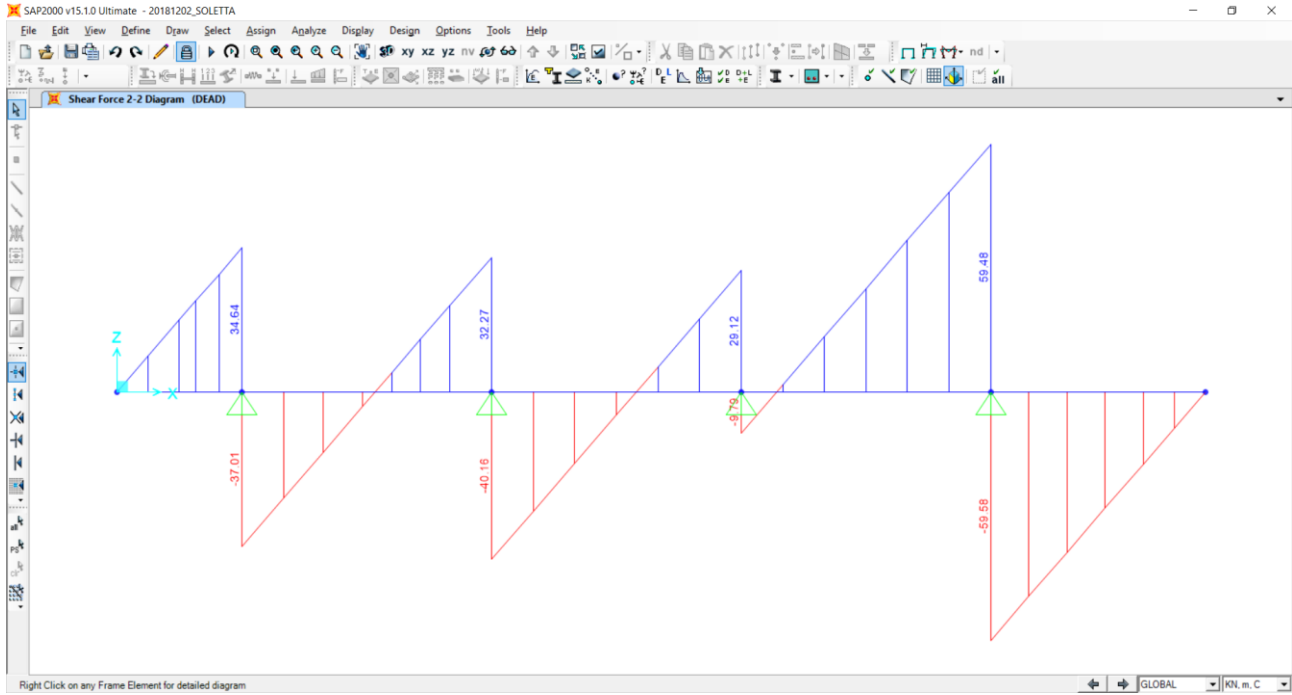 SAP2000 v15.1.0 Ultimate - 20181202_SOLETTA
File Edit View Define Draw Select Assign Analyze Display Design Options Tools Help
xy xz yz nv nd
all
Shear Force 2-2 Diagram (DEAD)
59.48
34.64
32.27
29.12
Z
X
-9.79
-37.01
-40.16
-59.58
all
PS
Right Click on any Frame Element for detailed diagram
GLOBAL
KN, m, C